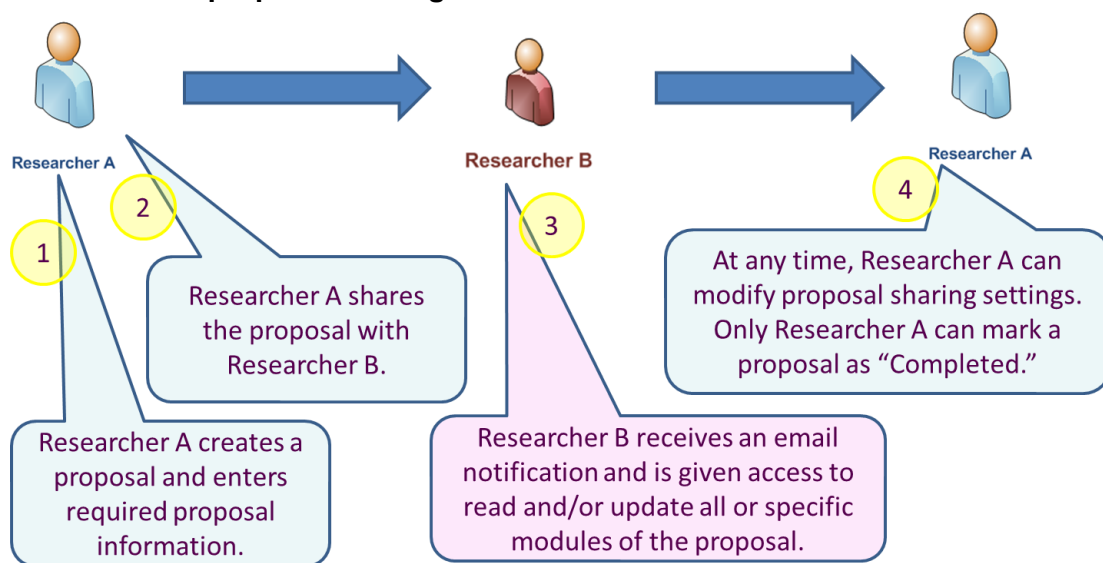 Researcher A
Researcher B
Researcher A
1
Researcher A creates a
proposal and enters
required proposal
information.
2
Researcher A shares
the proposal with
Researcher B.
3
Researcher B receives an email
notification and is given access to
read and/or update all or specific
modules of the proposal.
4
At any time, Researcher A can
modify proposal sharing settings.
Only Researcher A can mark a
proposal as “Completed.”